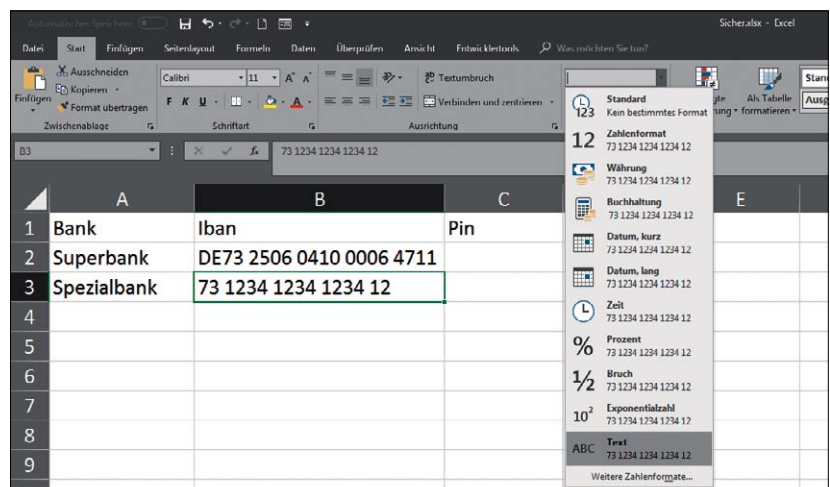 Automatisches Speichern
Sicher.xlsx - Excel
Datei Start Einfügen Seitenlayout Formeln Daten Überprüfen Ansicht Entwicklertools Was möchten Sie tun?
Ausschneiden
Kopieren
Format übertragen
Einfügen
Zwischenablage
Calibri 11
F K U
Schriftart
Textumbruch
Verbinden und zentrieren
Ausrichtung
Als Tabelle
formatieren
B3 73 1234 1234 1234 12
Standard
Kein bestimmtes Format
Zahlenformat
73 1234 1234 1234 12
Währung
73 1234 1234 1234 12
Buchhaltung
73 1234 1234 1234 12
Datum, kurz
73 1234 1234 1234 12
Datum, lang
73 1234 1234 1234 12
Zeit
73 1234 1234 1234 12
Prozent
73 1234 1234 1234 12
Bruch
73 1234 1234 1234 12
Exponentialzahl
73 1234 1234 1234 12
ABC Text
73 1234 1234 1234 12
Weitere Zahlenformate...
A B C E
1 Bank Iban Pin
2 Superbank DE73 2506 0410 0006 4711
3 Spezialbank 73 1234 1234 1234 12
4
5
6
7
8
9